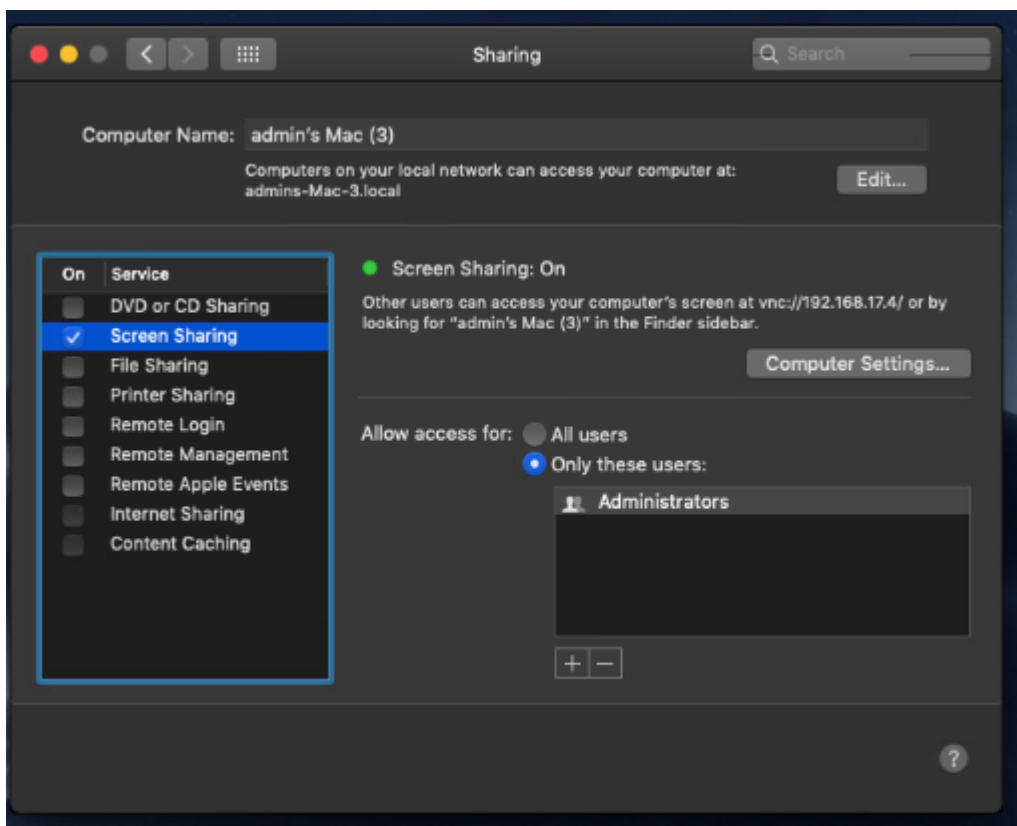 Sharing
Search
Computer Name: admin's Mac (3)
Computers on your local network can access your computer at:
admins-Mac-3.local
Edit...
On Service
DVD or CD Sharing
Screen Sharing
File Sharing
Printer Sharing
Remote Login
Remote Management
Remote Apple Events
Internet Sharing
Content Caching
Screen Sharing: On
Other users can access your computer's screen at vnc://192.168.17.4/ or by
looking for "admin's Mac (3)" in the Finder sidebar.
Computer Settings...
Allow access for: All users
Only these users:
Administrators
+ −
?